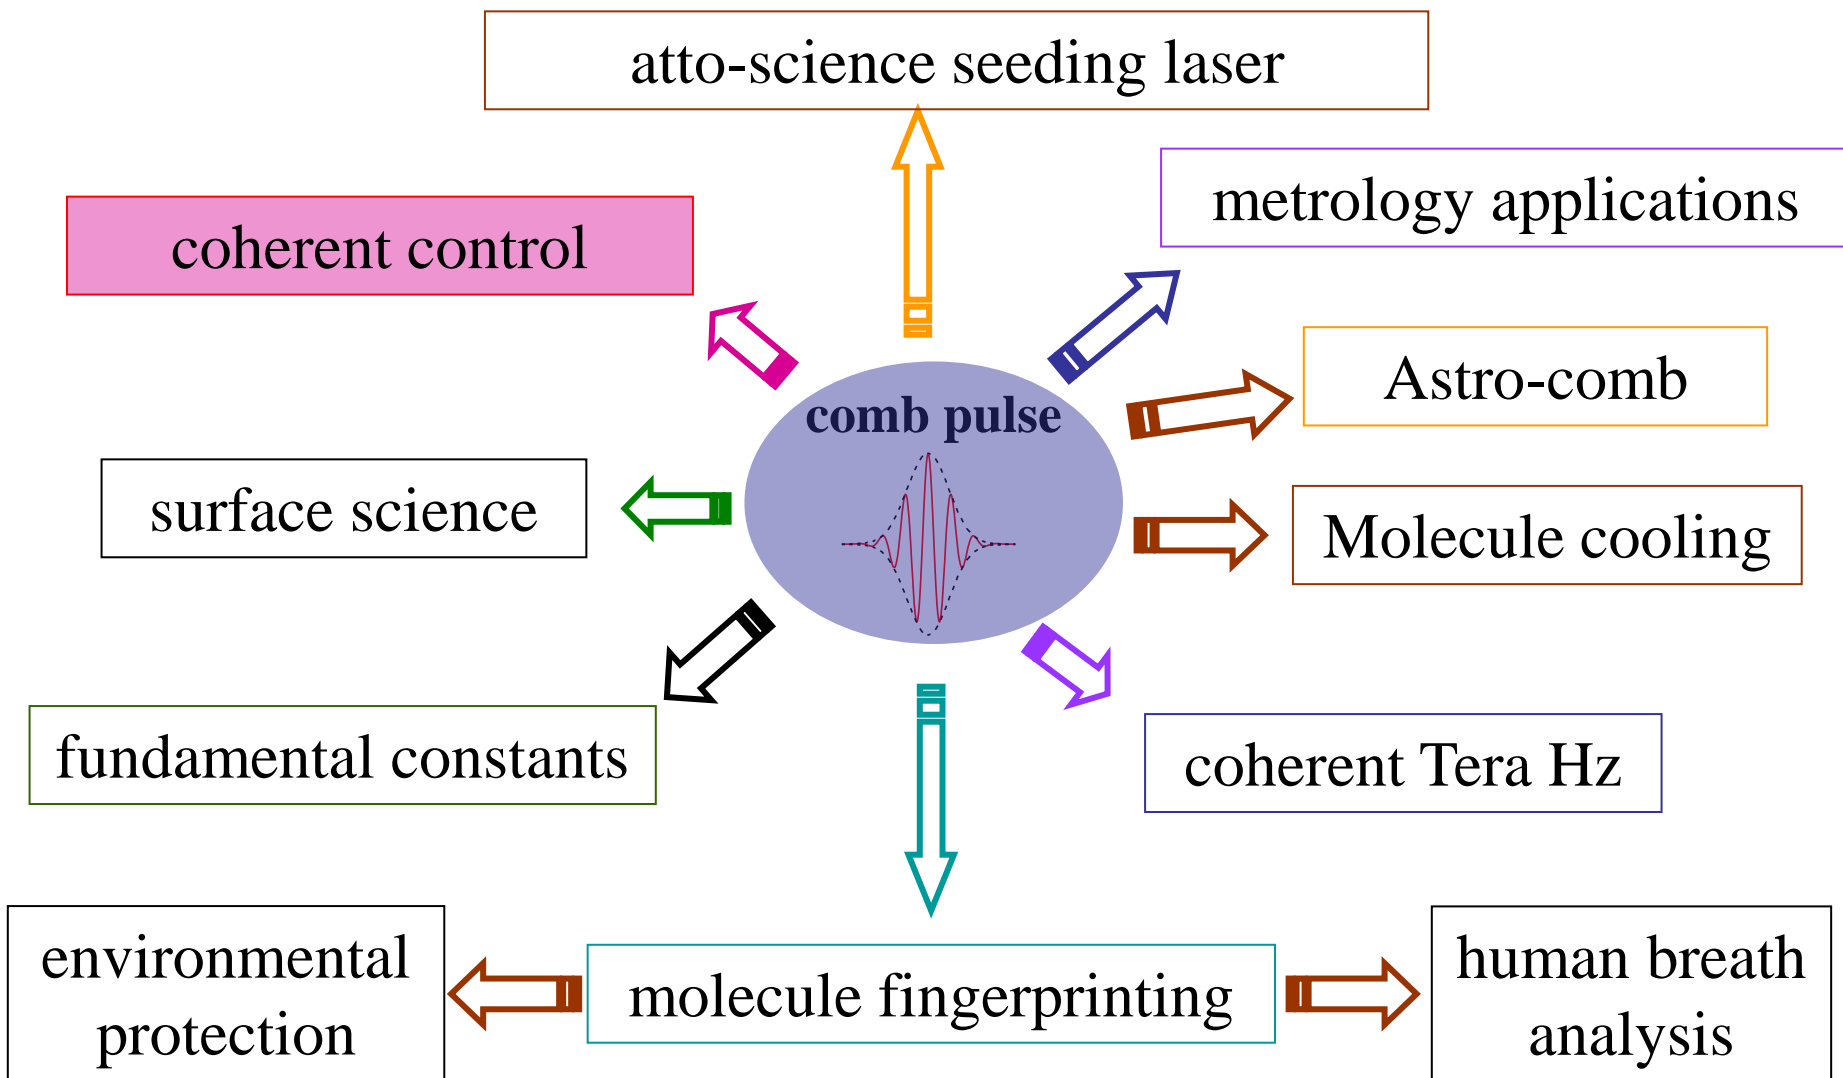 atto-science seeding laser
metrology applications
coherent control
Astro-comb
comb pulse
surface science
Molecule cooling
fundamental constants
coherent Tera Hz
environmental
protection
molecule fingerprinting
human breath
analysis